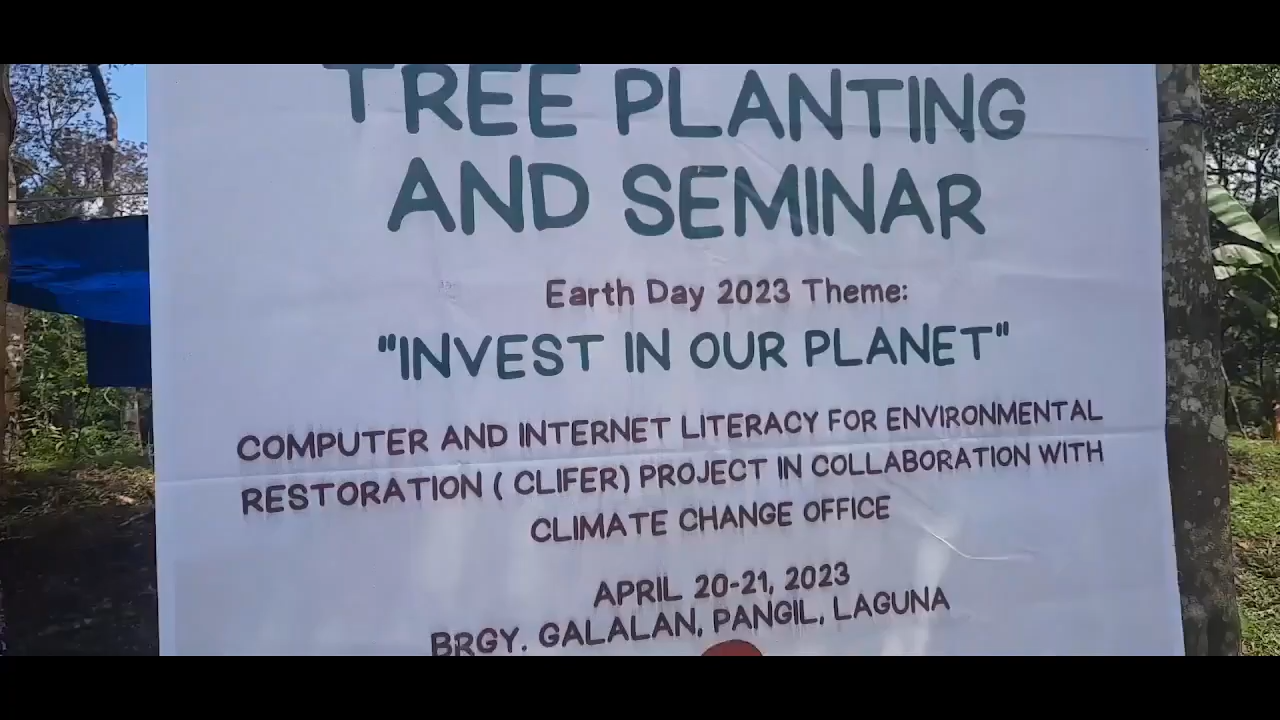 TREE PLANTING
AND SEMINAR
Earth Day 2023 Theme:
"INVEST IN OUR PLANET"
COMPUTER AND INTERNET LITERACY FOR ENVIRONMENTAL
RESTORATION ( CLIFER) PROJECT IN COLLABORATION WITH
CLIMATE CHANGE OFFICE
APRIL 20-21, 2023
BRGY. GALALAN, PANGIL, LAGUNA